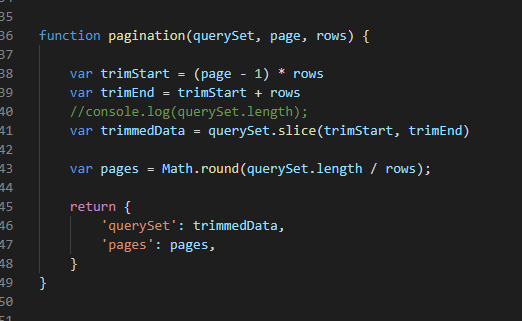 35
36 function pagination(querySet, page, rows) {
37
38 var trimStart = (page - 1) * rows
39 var trimEnd = trimStart + rows
40 //console.log(querySet.length);
41 var trimmedData = querySet.slice(trimStart, trimEnd)
42
43 var pages = Math.round(querySet.length / rows);
44
45 return {
46 'querySet': trimmedData,
47 'pages': pages,
48 }
49 }
50